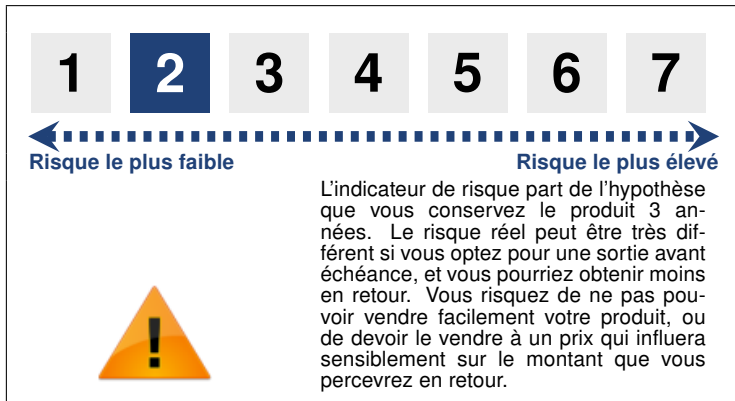 1 2 3 4 5 6 7
Risque le plus faible Risque le plus élevé
L'indicateur de risque part de l'hypothèse
que vous conservez le produit 3 an-
nées. Le risque réel peut être très dif-
férent si vous optez pour une sortie avant
échéance, et vous pourriez obtenir moins
en retour. Vous risquez de ne pas pou-
voir vendre facilement votre produit, ou
de devoir le vendre à un prix qui influera
sensiblement sur le montant que vous
percevrez en retour.
!